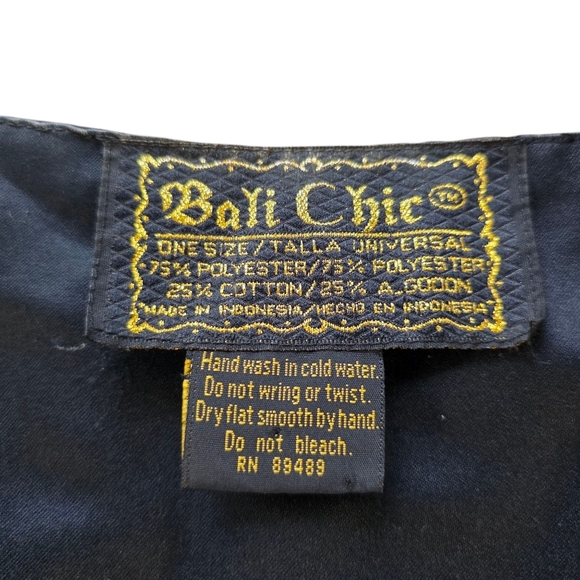 Bali Chic TM
ONE SIZE/TALLA UNIVERSAL
75% POLYESTER/75% POLYESTER
25% COTTON/25% A.GODON
MADE IN INDONESIA/HECHO EN INDONESIA
Hand wash in cold water.
Do not wring or twist.
Dry flat smooth by hand.
Do not bleach.
RN 89489